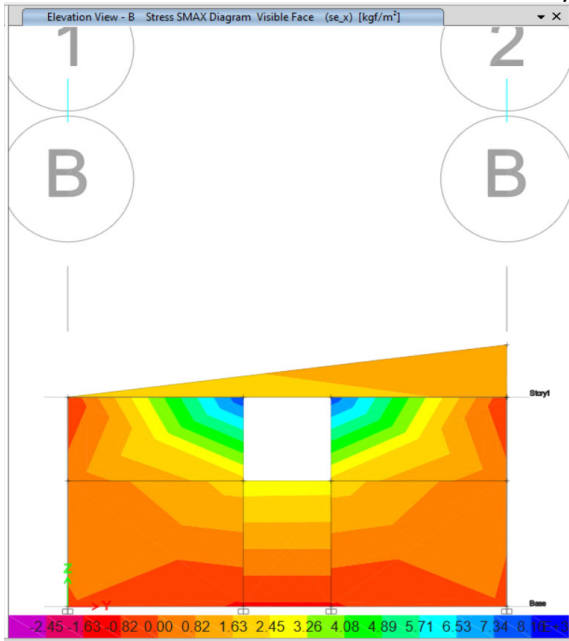 Elevation View - B Stress SMAX Diagram Visible Face (se_x) [kgf/m²]
1
2
B
B
Story1
Z
Y
Base
-2.45 -1.63 -0.82 0.00 0.82 1.63 2.45 3.26 4.08 4.89 5.71 6.53 7.34